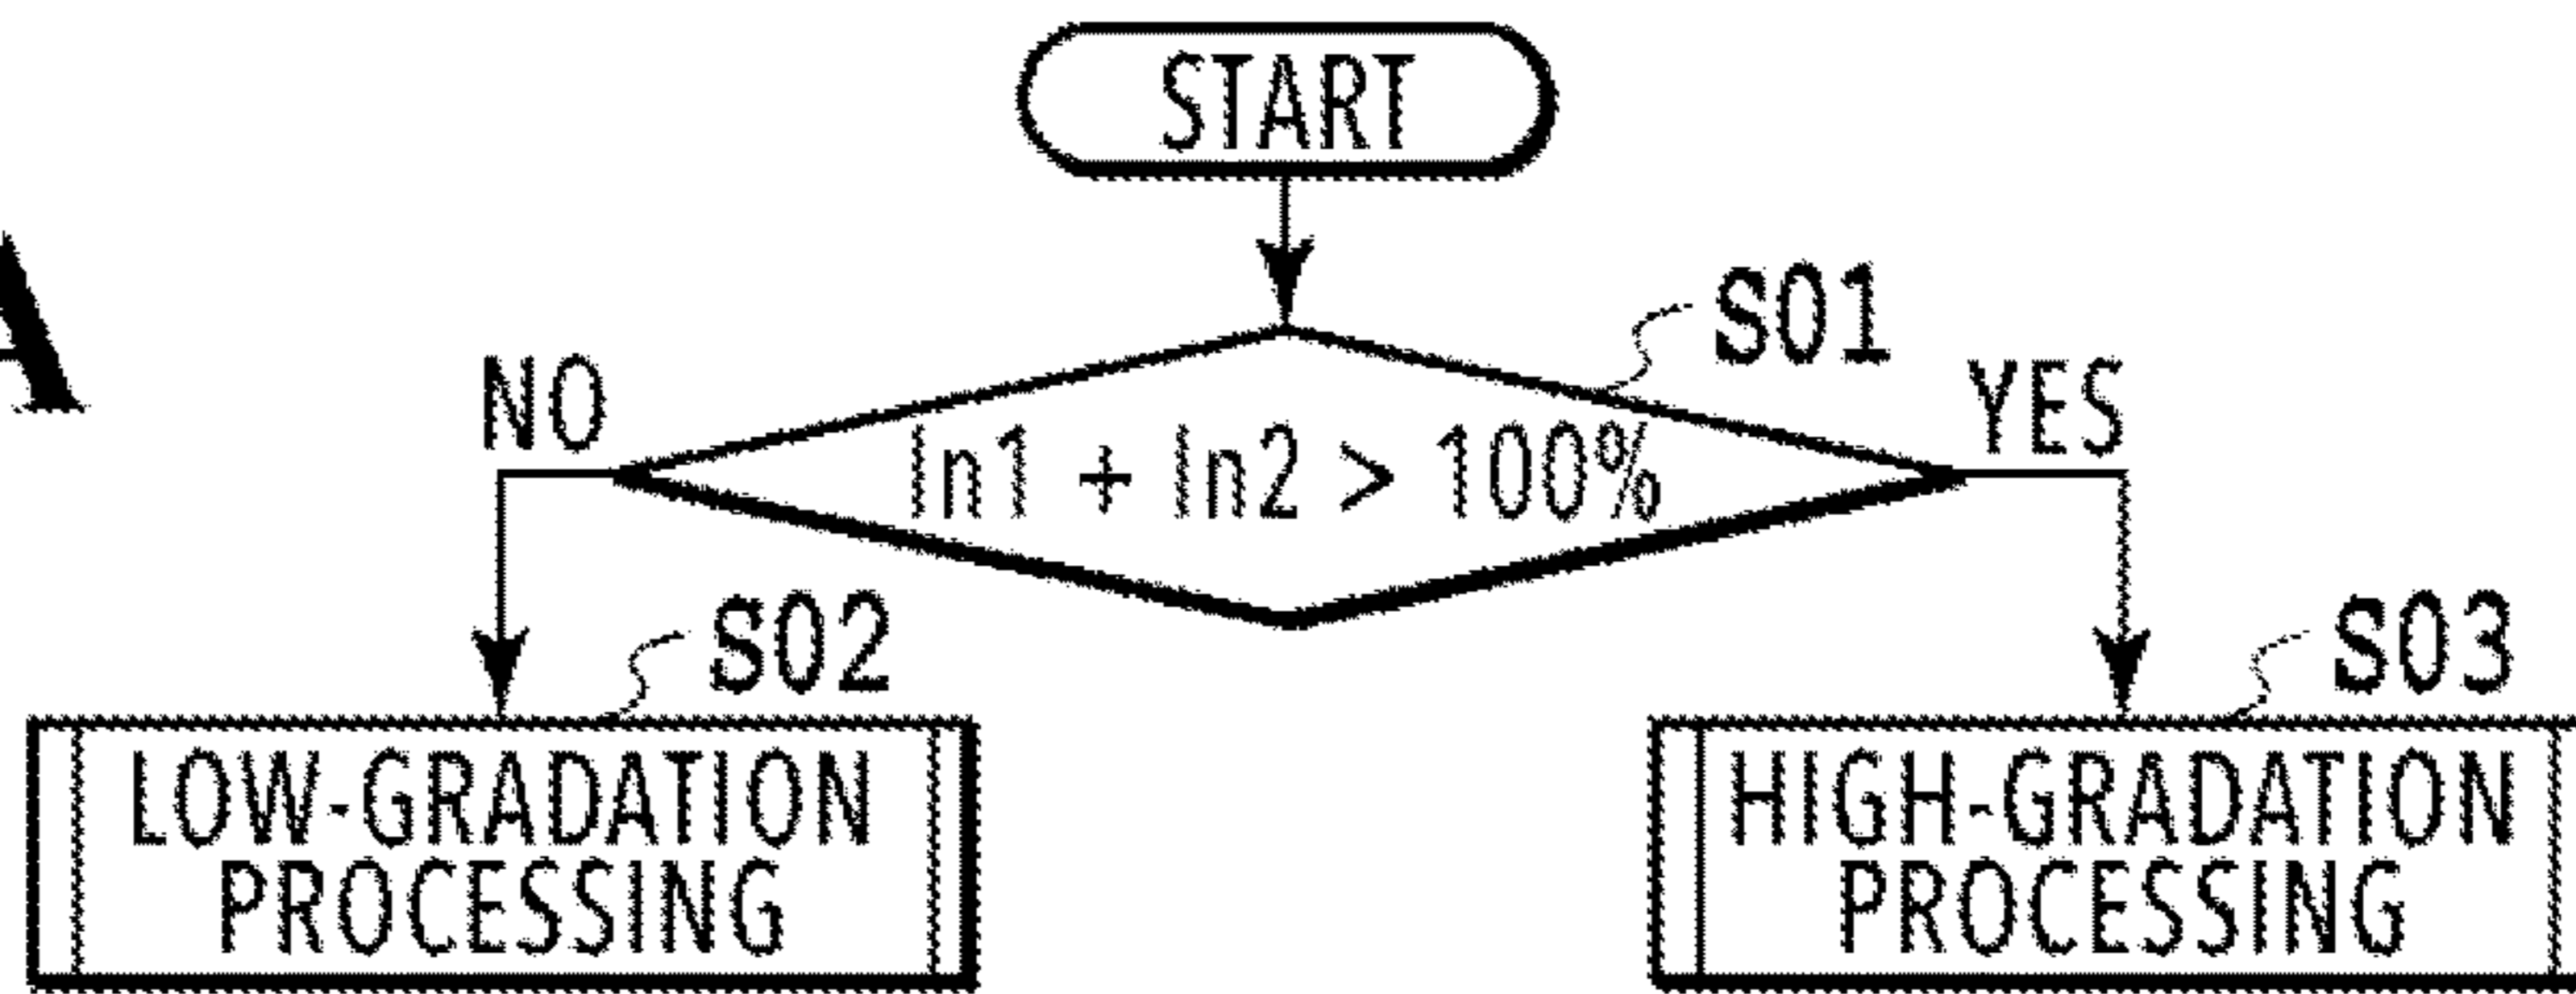 START
A
S01
NO
YES
In1 + In2 > 100%
S02
S03
LOW-GRADATION
PROCESSING
HIGH-GRADATION
PROCESSING